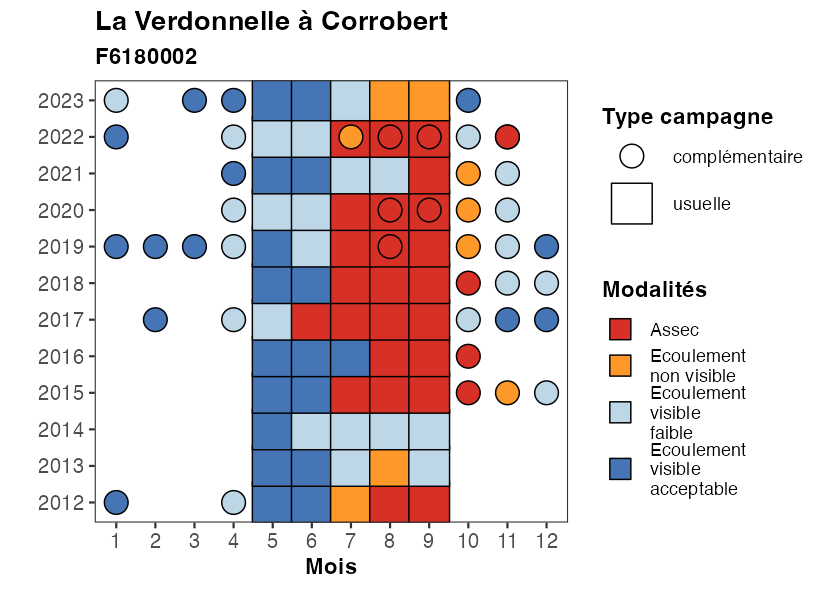 La Verdonnelle à Corrobert
F6180002
2023
2022
2021
2020
2019
2018
2017
2016
2015
2014
2013
2012
1 2 3 4 5 6 7 8 9 10 11 12
Mois
Type campagne
complémentaire
usuelle
Modalités
Assec
Ecoulement
non visible
Ecoulement
visible
faible
Ecoulement
visible
acceptable